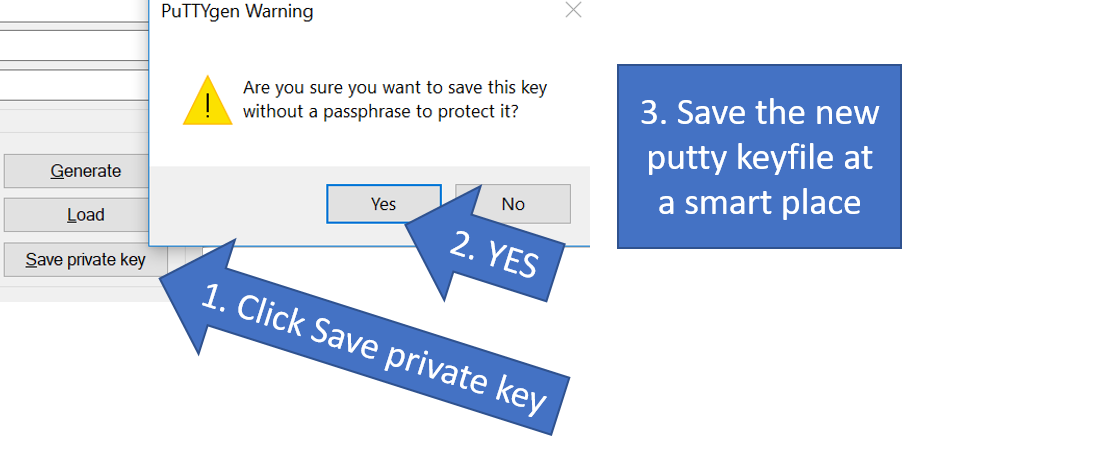 PuTTYgen Warning
Are you sure you want to save this key
without a passphrase to protect it?
Yes
No
Generate
Load
Save private key
1. Click Save private key
2. YES
3. Save the new
putty keyfile at
a smart place